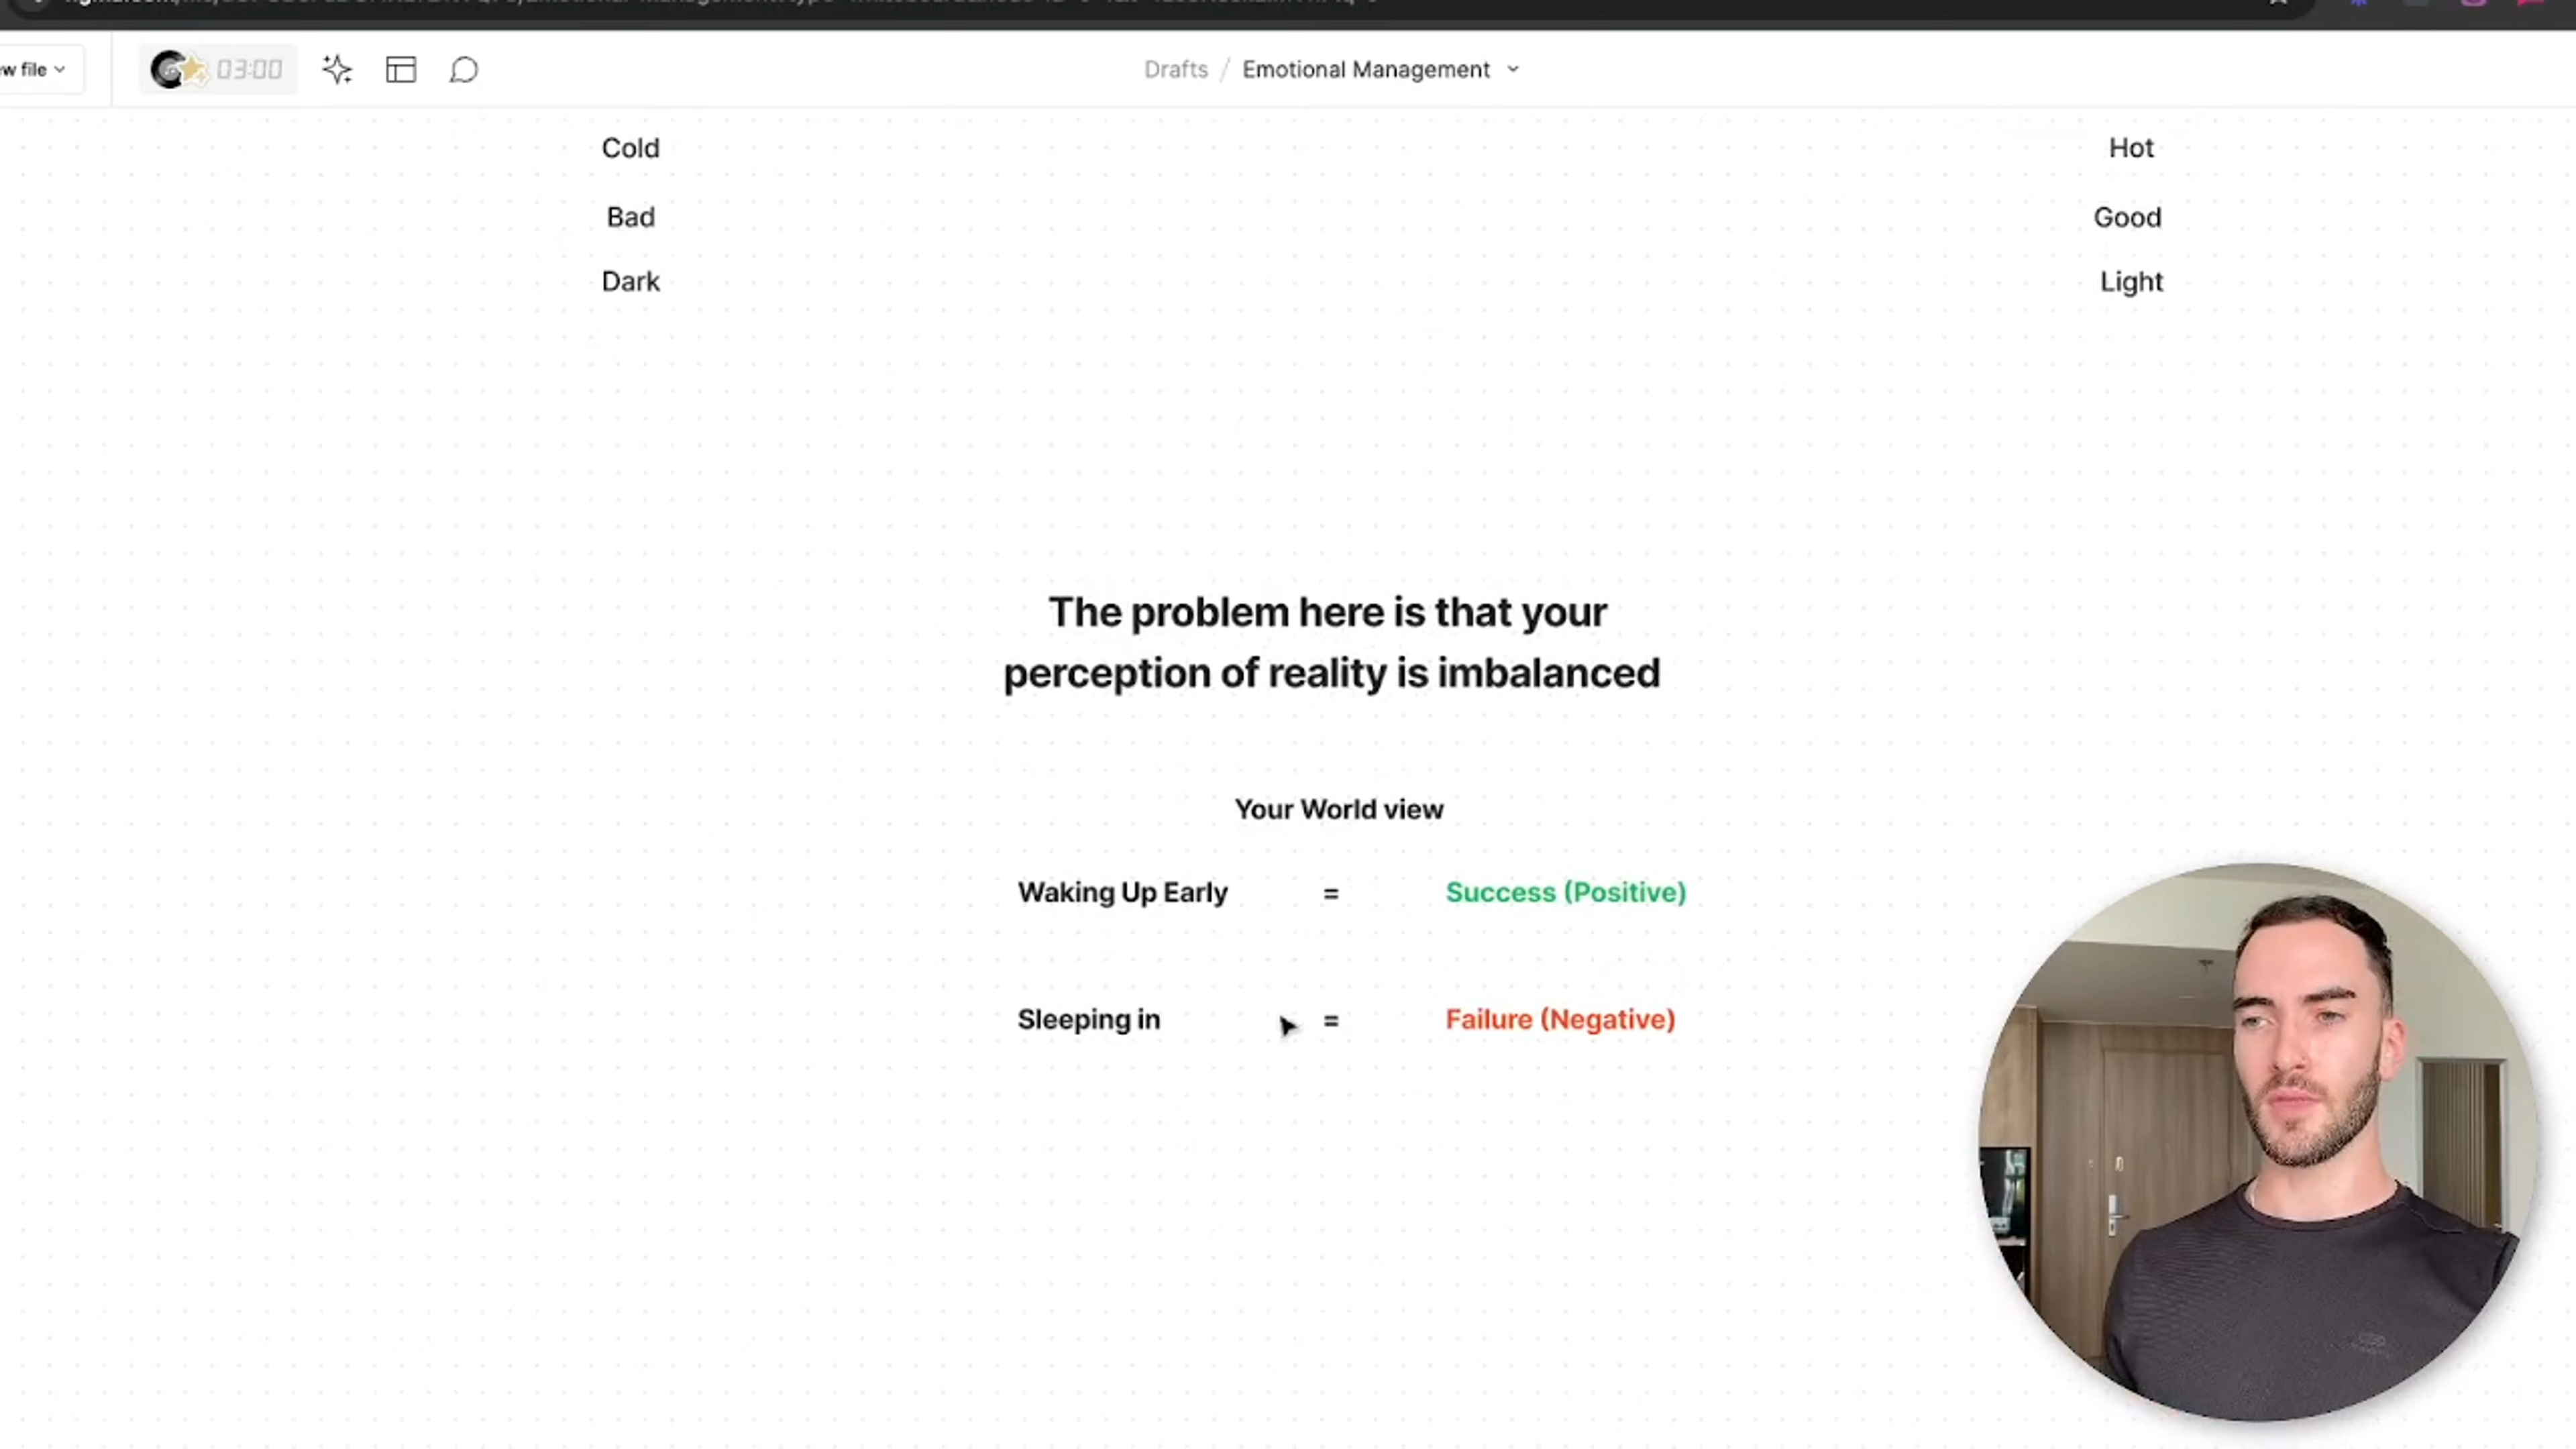 file
03:00
Drafts / Emotional Management
Cold
Hot
Bad
Good
Dark
Light
The problem here is that your
perception of reality is imbalanced
Your World view
Waking Up Early = Success (Positive)
Sleeping in = Failure (Negative)